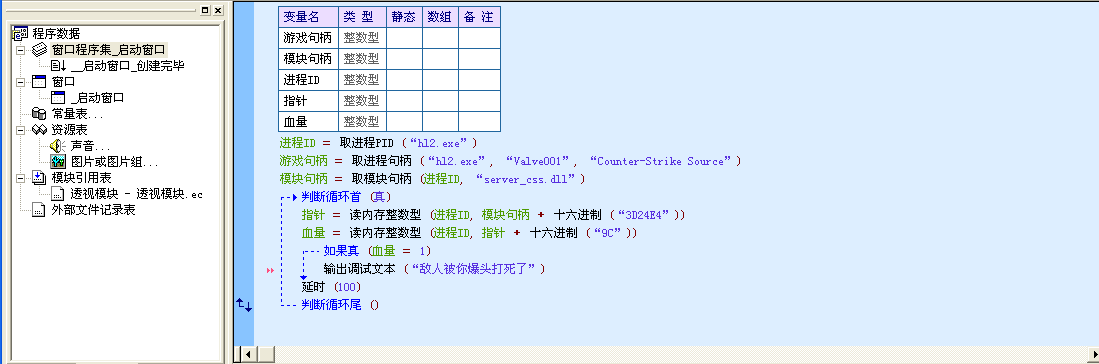 程序数据
窗口程序集_启动窗口
__启动窗口_创建完毕
窗口
_启动窗口
常量表...
资源表
声音...
图片或图片组...
模块引用表
透视模块 - 透视模块.ec
外部文件记录表
变量名 类 型 静态 数组 备 注
游戏句柄 整数型
模块句柄 整数型
进程ID 整数型
指针 整数型
血量 整数型
进程ID = 取进程PID (“hl2.exe”)
游戏句柄 = 取进程句柄 (“hl2.exe”, “Valve001”, “Counter-Strike Source”)
模块句柄 = 取模块句柄 (进程ID, “server_css.dll”)
判断循环首 (真)
指针 = 读内存整数型 (进程ID, 模块句柄 + 十六进制 (“3D24E4”))
血量 = 读内存整数型 (进程ID, 指针 + 十六进制 (“9C”))
如果真 (血量 = 1)
输出调试文本 (“敌人被你爆头打死了”)
延时 (100)
判断循环尾 ()